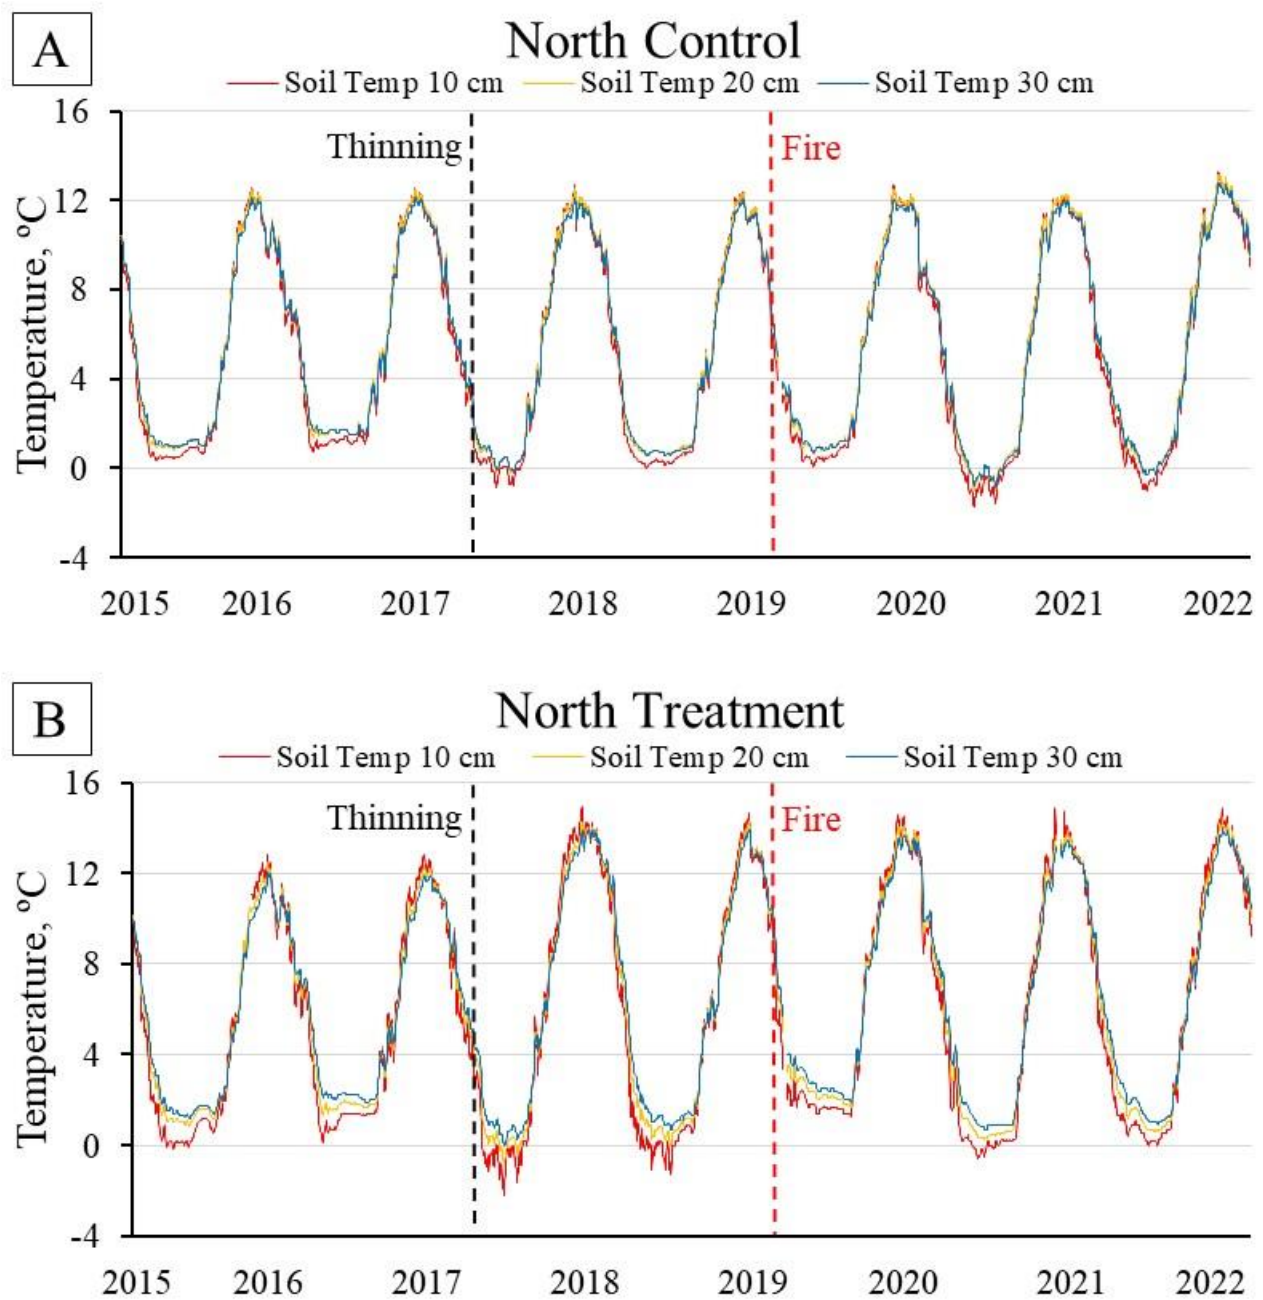 A
North Control
Soil Temp 10 cm Soil Temp 20 cm Soil Temp 30 cm
16
Thinning
Fire
12
8
4
0
-4
Temperature, ºC
2015 2016 2017 2018 2019 2020 2021 2022
B
North Treatment
Soil Temp 10 cm Soil Temp 20 cm Soil Temp 30 cm
16
Thinning
Fire
12
8
4
0
-4
Temperature, ºC
2015 2016 2017 2018 2019 2020 2021 2022